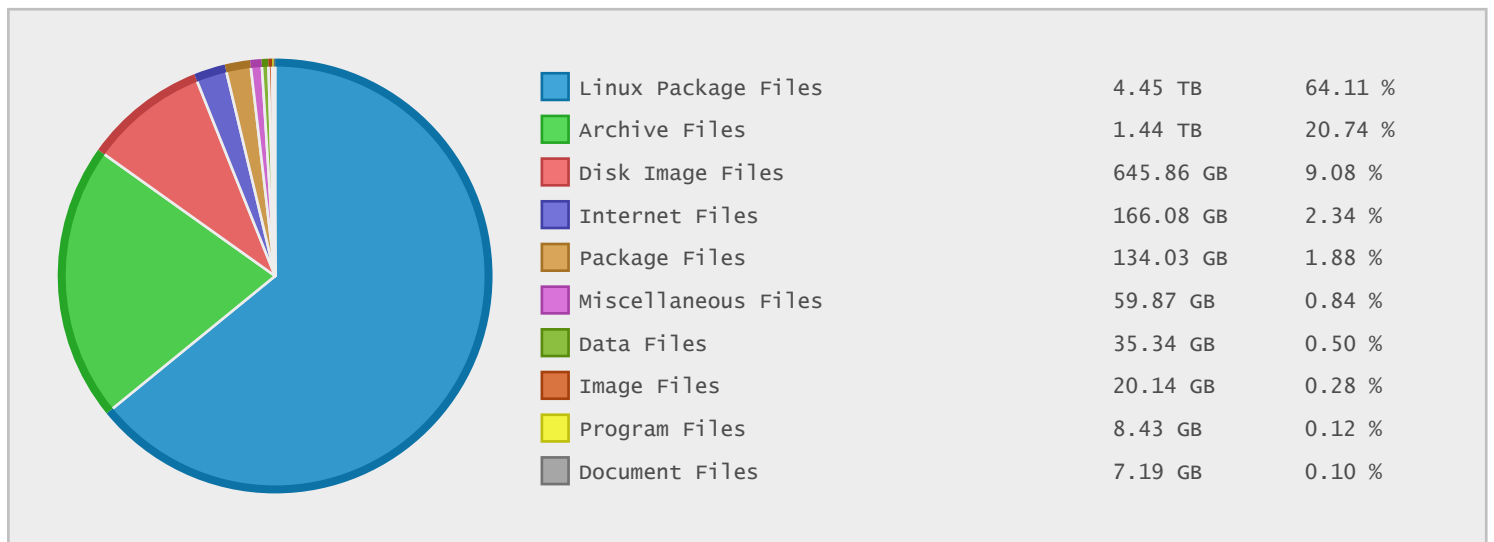 Linux Package Files 4.45 TB 64.11 %
Archive Files 1.44 TB 20.74 %
Disk Image Files 645.86 GB 9.08 %
Internet Files 166.08 GB 2.34 %
Package Files 134.03 GB 1.88 %
Miscellaneous Files 59.87 GB 0.84 %
Data Files 35.34 GB 0.50 %
Image Files 20.14 GB 0.28 %
Program Files 8.43 GB 0.12 %
Document Files 7.19 GB 0.10 %